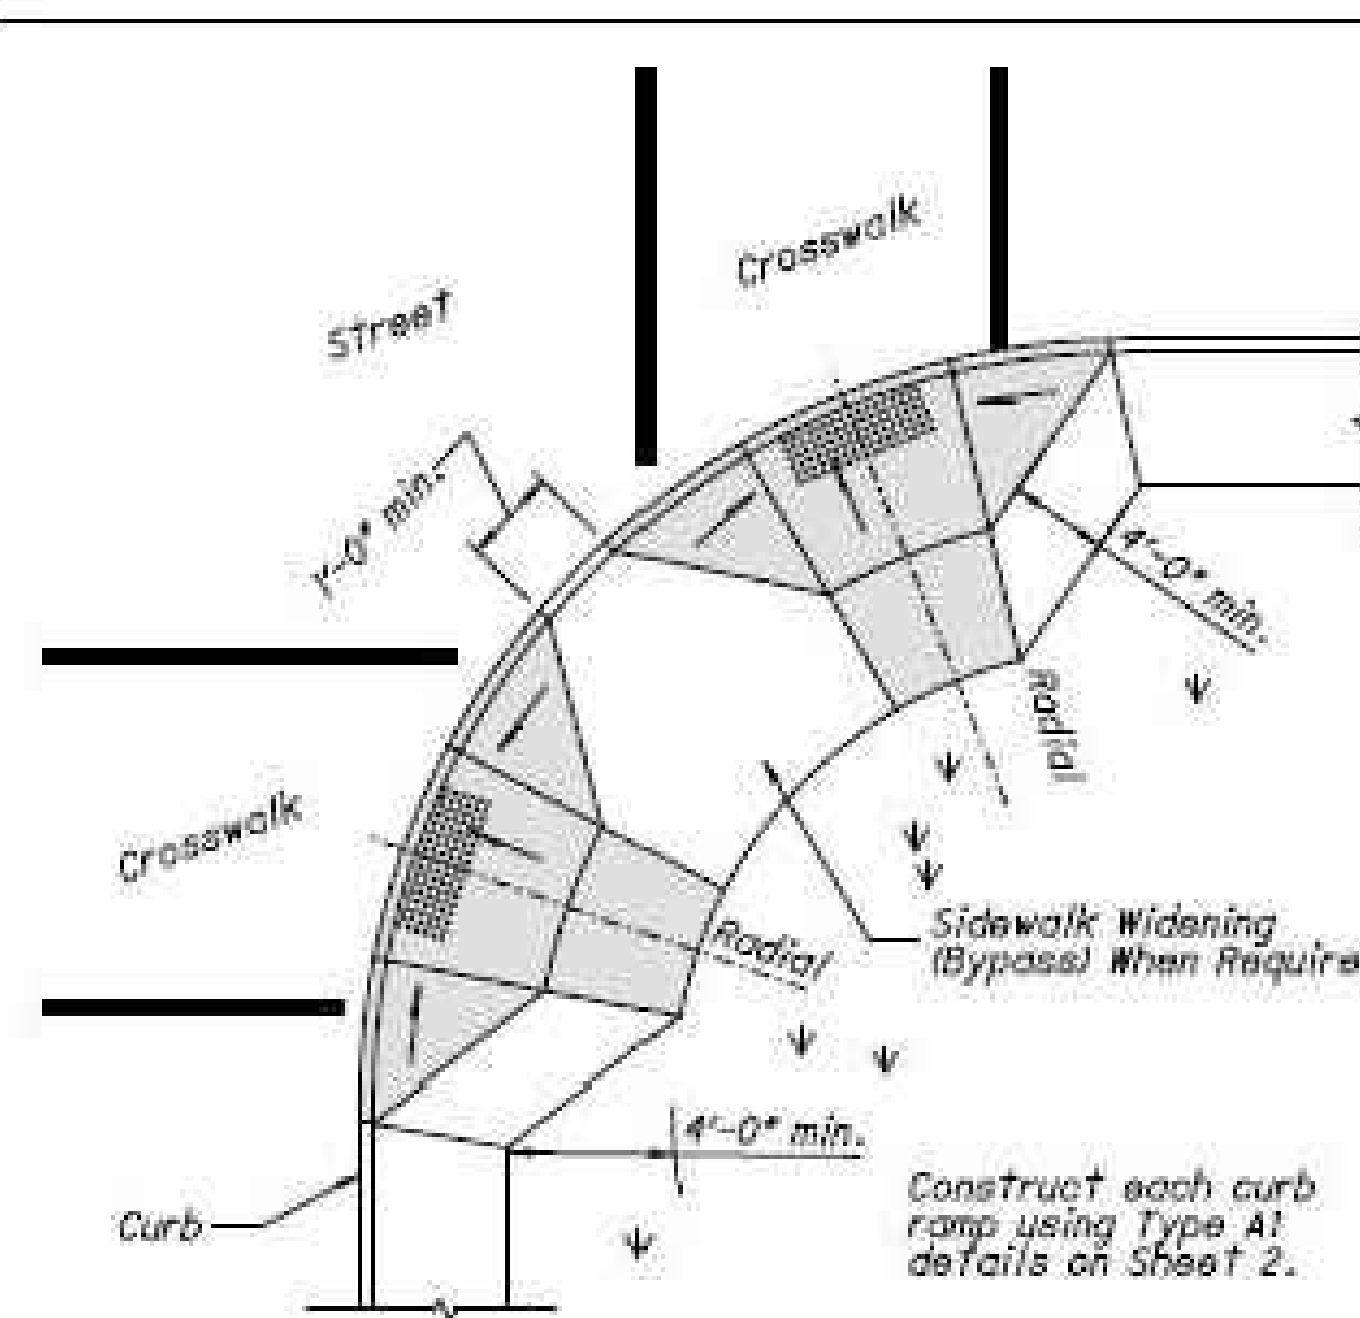 Crosswalk
Street
1'-0" min.
4'-0" min.
Radial
Crosswalk
Sidewalk Widening
(Bypass) When Require
Radial
4'-0" min.
Construct each curb
ramp using Type A1
details on Sheet 2.
Curb